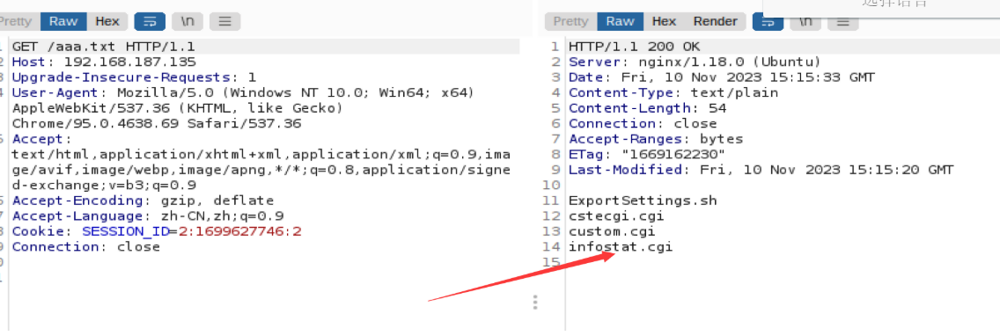 Pretty Raw Hex \n
GET /aaa.txt HTTP/1.1
Host: 192.168.187.135
Upgrade-Insecure-Requests: 1
User-Agent: Mozilla/5.0 (Windows NT 10.0; Win64; x64)
AppleWebKit/537.36 (KHTML, like Gecko)
Chrome/95.0.4638.69 Safari/537.36
Accept:
text/html,application/xhtml+xml,application/xml;q=0.9,ima
ge/avif,image/webp,image/apng,*/*;q=0.8,application/signe
d-exchange;v=b3;q=0.9
Accept-Encoding: gzip, deflate
Accept-Language: zh-CN,zh;q=0.9
Cookie: SESSION_ID=2:1699627746:2
Connection: close
选择语言
Pretty Raw Hex Render \n
1 HTTP/1.1 200 OK
2 Server: nginx/1.18.0 (Ubuntu)
3 Date: Fri, 10 Nov 2023 15:15:33 GMT
4 Content-Type: text/plain
5 Content-Length: 54
6 Connection: close
7 Accept-Ranges: bytes
8 ETag: "1669162230"
9 Last-Modified: Fri, 10 Nov 2023 15:15:20 GMT
10
11 ExportSettings.sh
12 cstecgi.cgi
13 custom.cgi
14 infostat.cgi
15